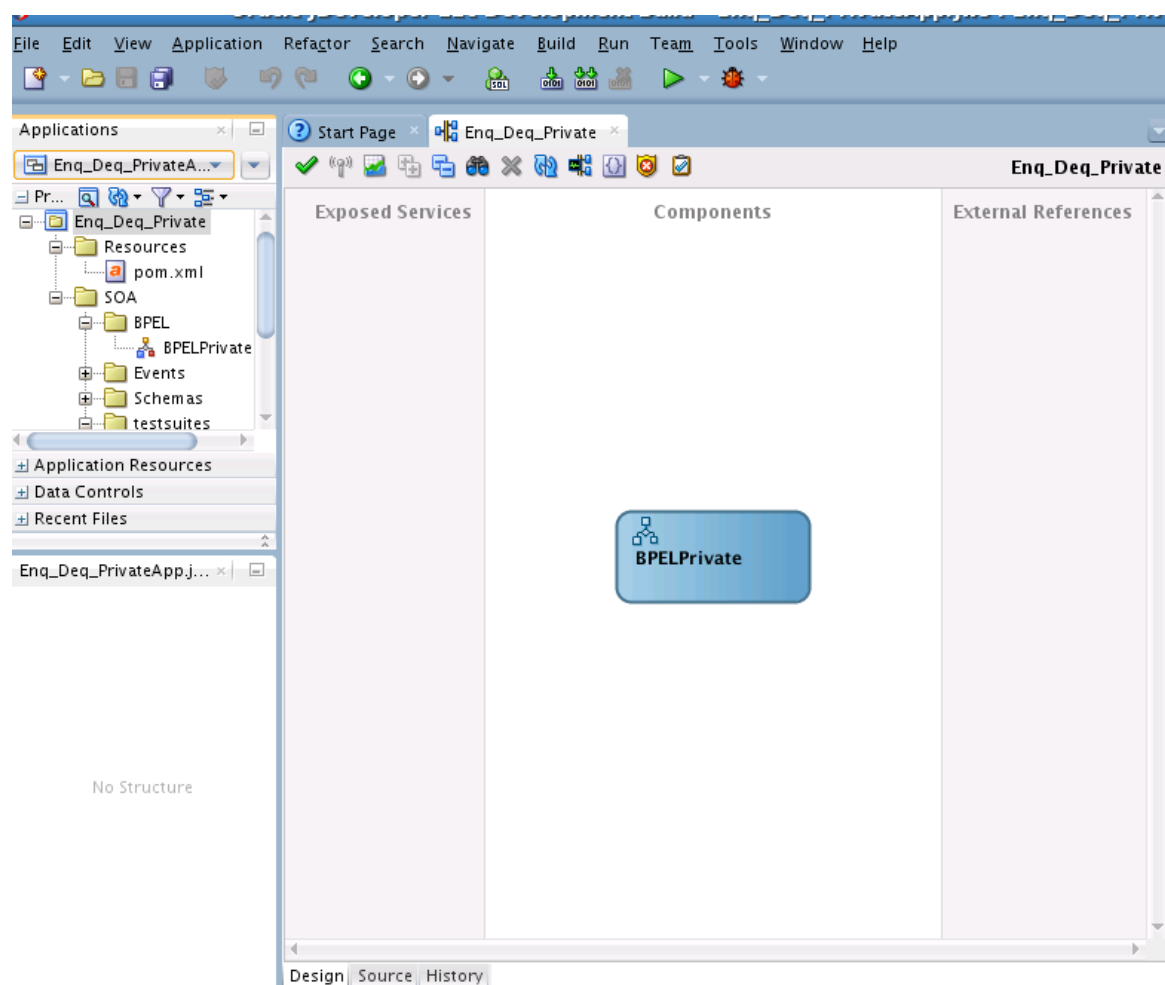 File Edit View Application Refactor Search Navigate Build Run Team Tools Window Help
Applications
Enq_Deq_PrivateA...
Pr...
Enq_Deq_Private
Resources
pom.xml
SOA
BPEL
BPELPrivate
Events
Schemas
testsuites
Application Resources
Data Controls
Recent Files
Enq_Deq_PrivateApp.j...
No Structure
Start Page
Enq_Deq_Private
Enq_Deq_Private
Exposed Services
Components
External References
BPELPrivate
Design Source History